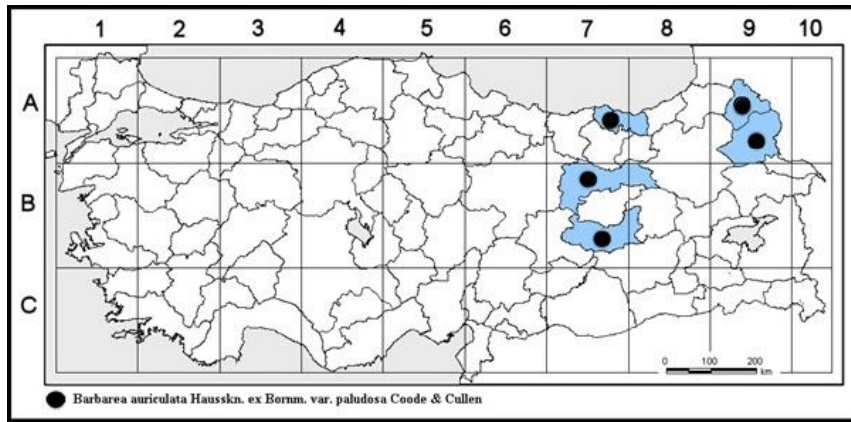 1 2 3 4 5 6 7 8 9 10
A
B
C
0 100 200
km
Barbarea auriculata Hausskn. ex Bornm. var. paludosa Coode & Cullen